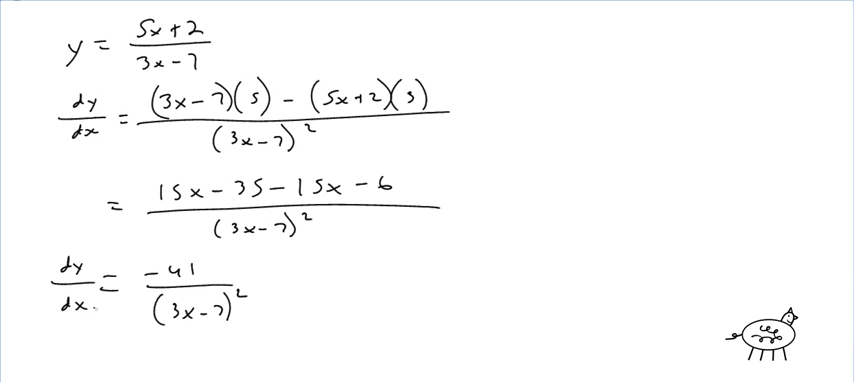 y = (5x+2)/(3x-7)
dy/dx = ((3x-7)(5) - (5x+2)(3))/(3x-7)²
= (15x-35-15x-6)/(3x-7)²
dy/dx = -41/(3x-7)²